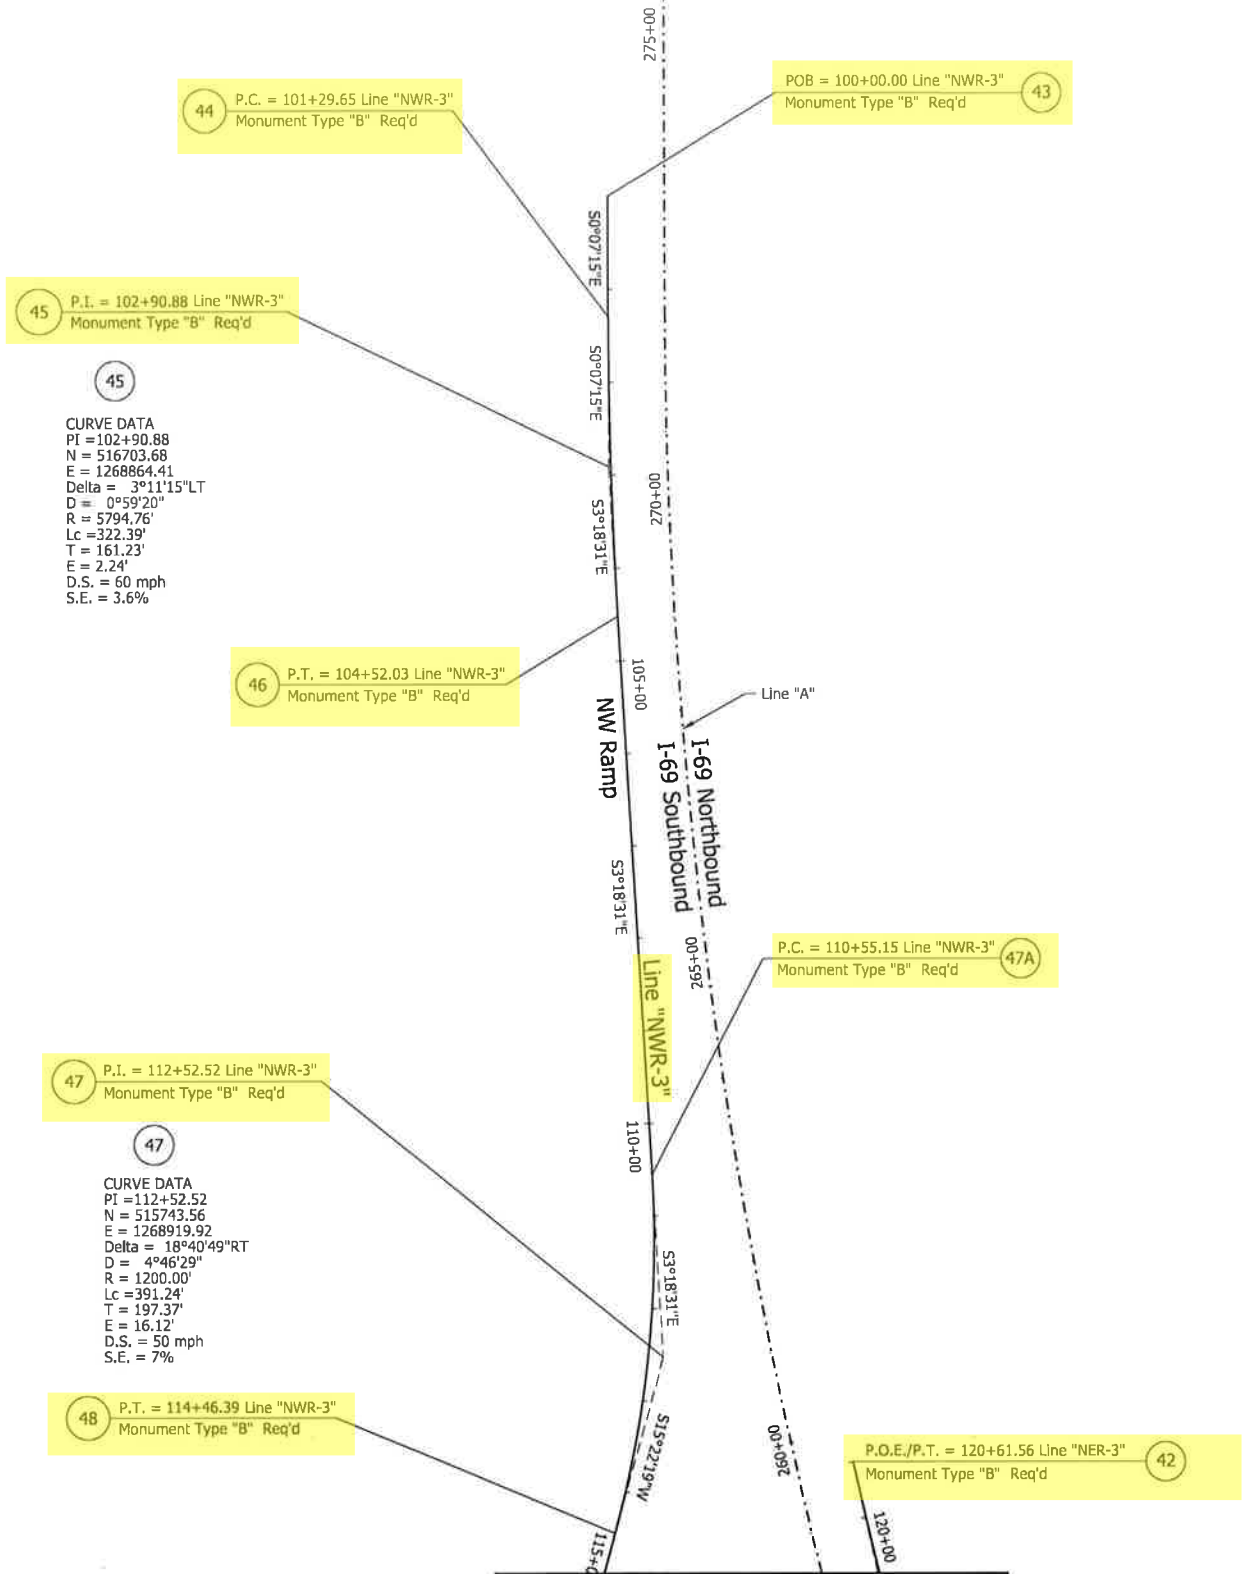 275+00
44
P.C. = 101+29.65 Line "NWR-3"
Monument Type "B" Req'd
POB = 100+00.00 Line "NWR-3"
Monument Type "B" Req'd
43
S0°07'15"E
45
P.I. = 102+90.88 Line "NWR-3"
Monument Type "B" Req'd
S0°07'15"E
45
CURVE DATA
PI =102+90.88
N = 516703.68
E = 1268864.41
Delta = 3°11'15"LT
D = 0°59'20"
R = 5794.76'
Lc =322.39'
T = 161.23'
E = 2.24'
D.S. = 60 mph
S.E. = 3.6%
270+00
S3°18'31"E
46
P.T. = 104+52.03 Line "NWR-3"
Monument Type "B" Req'd
105+00
Line "A"
NW Ramp
I-69 Northbound
I-69 Southbound
S3°18'31"E
265+00
P.C. = 110+55.15 Line "NWR-3"
Monument Type "B" Req'd
47A
Line "NWR-3"
47
P.I. = 112+52.52 Line "NWR-3"
Monument Type "B" Req'd
110+00
47
CURVE DATA
PI =112+52.52
N = 515743.56
E = 1268919.92
Delta = 18°40'49"RT
D = 4°46'29"
R = 1200.00'
Lc =391.24'
T = 197.37'
E = 16.12'
D.S. = 50 mph
S.E. = 7%
S3°18'31"E
48
P.T. = 114+46.39 Line "NWR-3"
Monument Type "B" Req'd
S15°22'19"W
260+00
P.O.E./P.T. = 120+61.56 Line "NER-3"
Monument Type "B" Req'd
42
115+0
120+00